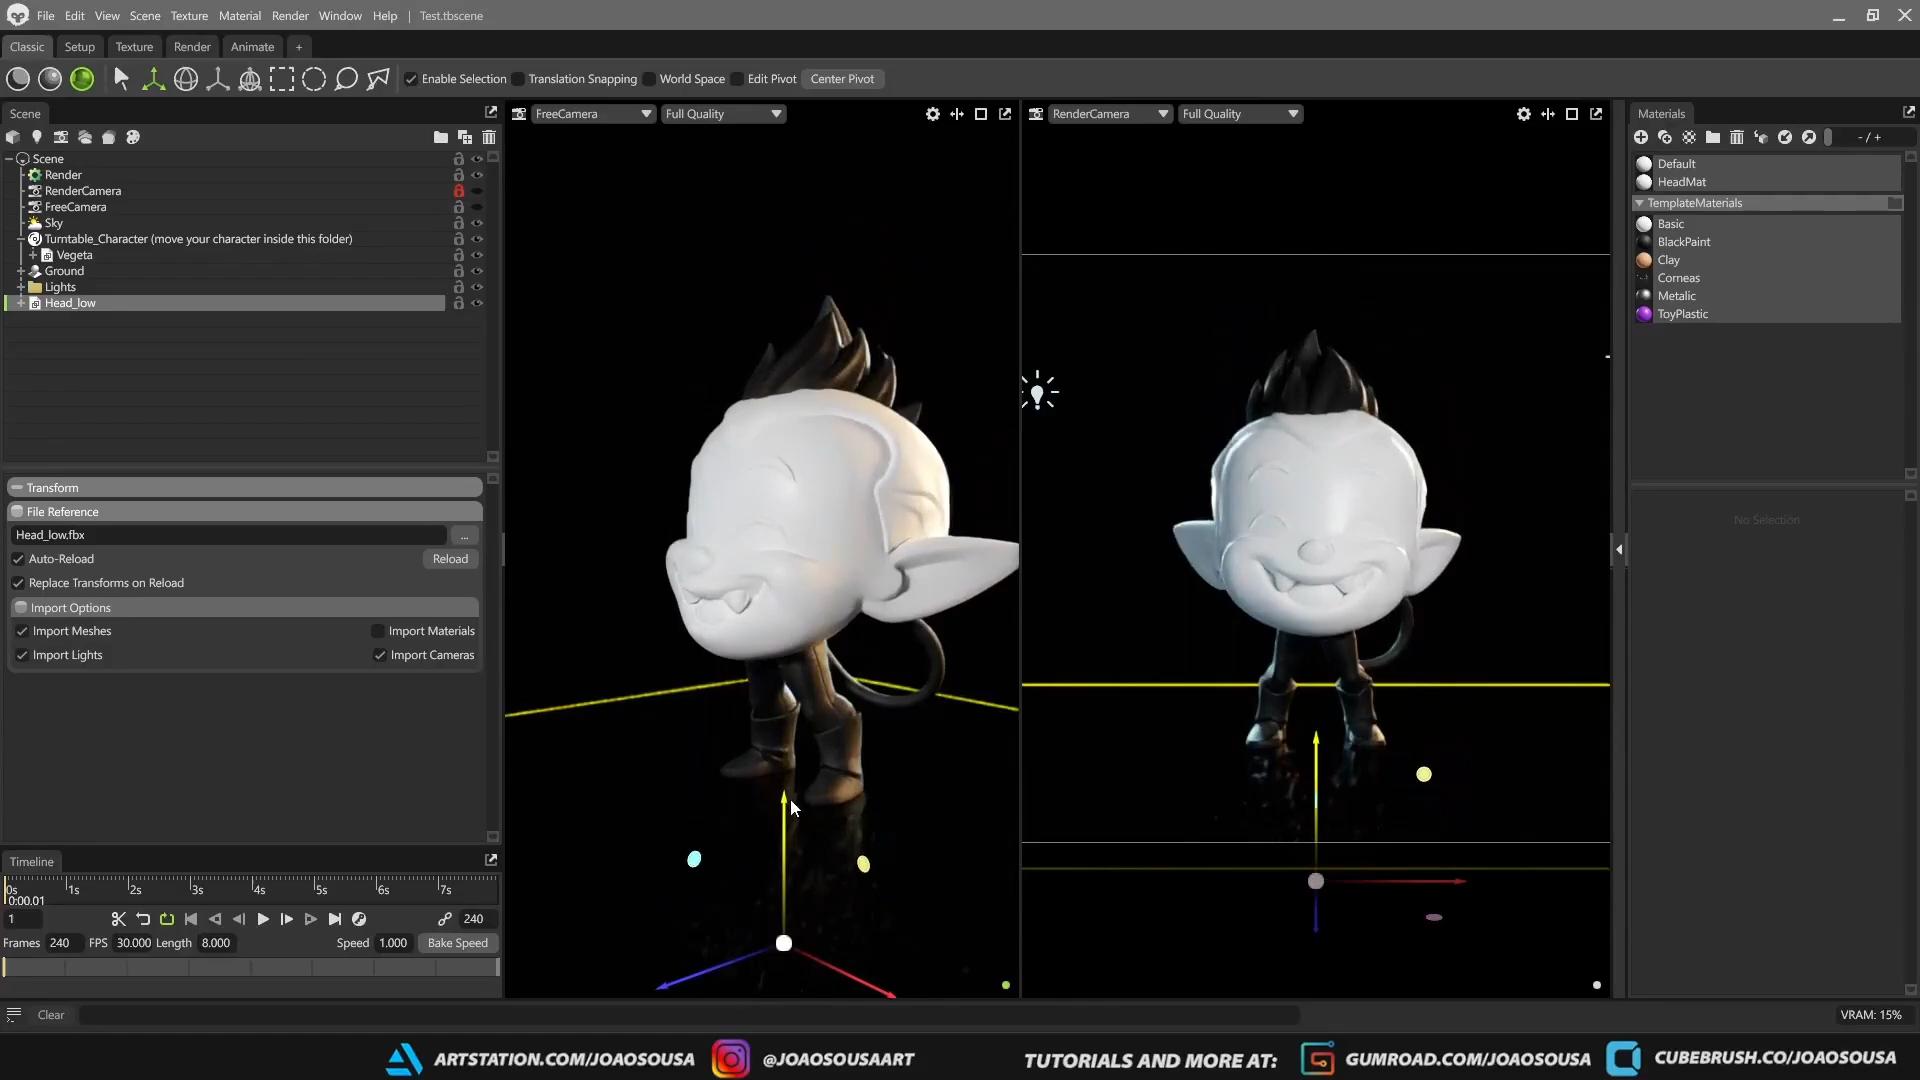 File Edit View Scene Texture Material Render Window Help | Test.tbscene
Classic Setup Texture Render Animate +
Enable Selection Translation Snapping World Space Edit Pivot Center Pivot
Scene
FreeCamera Full Quality
RenderCamera Full Quality
Materials
- / +
Scene
Render
RenderCamera
FreeCamera
Sky
Turntable_Character (move your character inside this folder)
Vegeta
Ground
Lights
Head_low
Default
HeadMat
TemplateMaterials
Basic
BlackPaint
Clay
Corneas
Metalic
ToyPlastic
Transform
File Reference
Head_low.fbx ...
Auto-Reload Reload
Replace Transforms on Reload
Import Options
Import Meshes Import Materials
Import Lights Import Cameras
No Selection
Timeline
0s 1s 2s 3s 4s 5s 6s 7s
0:00.01
1 240
Frames 240 FPS 30.000 Length 8.000 Speed 1.000 Bake Speed
Clear
VRAM: 15%
ARTSTATION.COM/JOAOSOUSA @JOAOSOUSAART TUTORIALS AND MORE AT: GUMROAD.COM/JOAOSOUSA CUBEBRUSH.CO/JOAOSOUSA